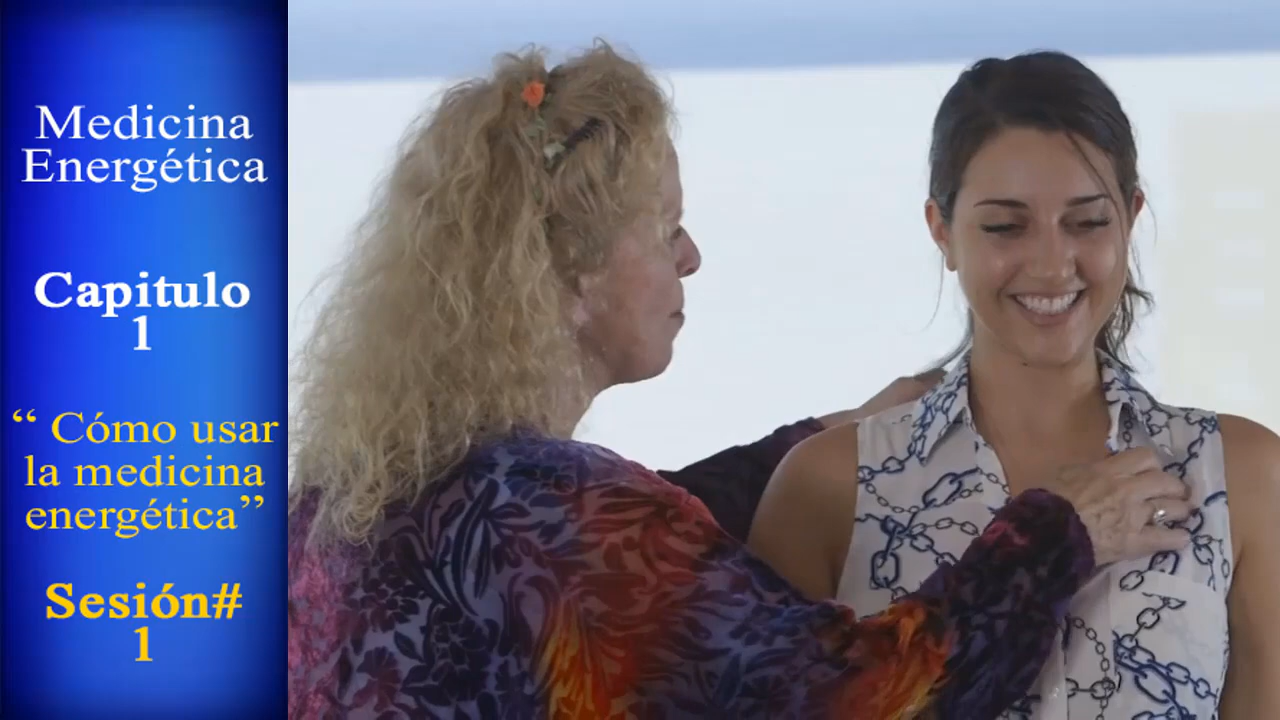 Medicina
Energética
Capitulo
1
“ Cómo usar
la medicina
energética”
Sesión#
1